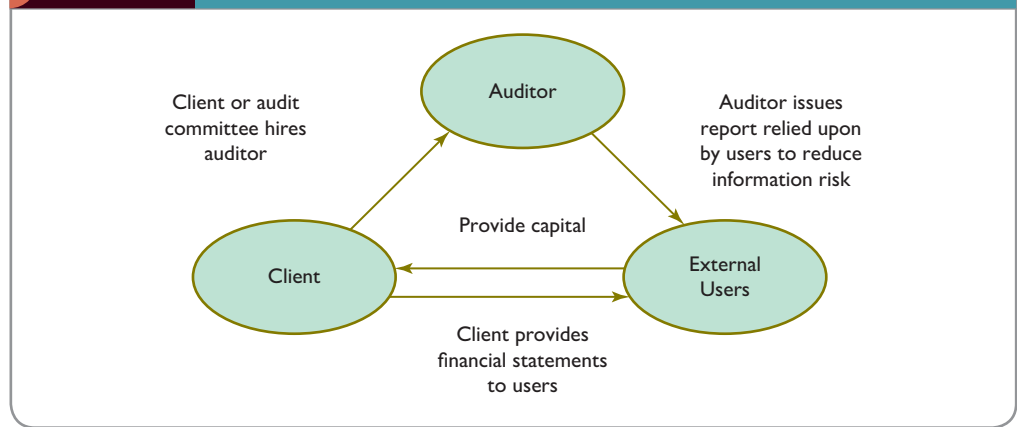 Auditor
Client or audit
committee hires
auditor
Auditor issues
report relied upon
by users to reduce
information risk
Provide capital
Client
External
Users
Client provides
financial statements
to users